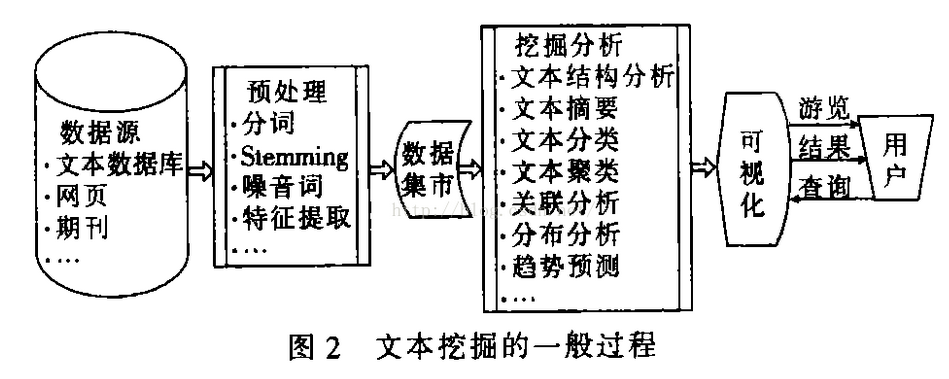 数据源
·文本数据库
·网页
·期刊
·....
预处理
·分词
·Stemming
·噪音词
·特征提取
·....
数据
集市
挖掘分析
·文本结构分析
·文本摘要
·文本分类
·文本聚类
·关联分析
·分布分析
·趋势预测
·....
可
视
化
游览
结果
查询
用
户
图2 文本挖掘的一般过程